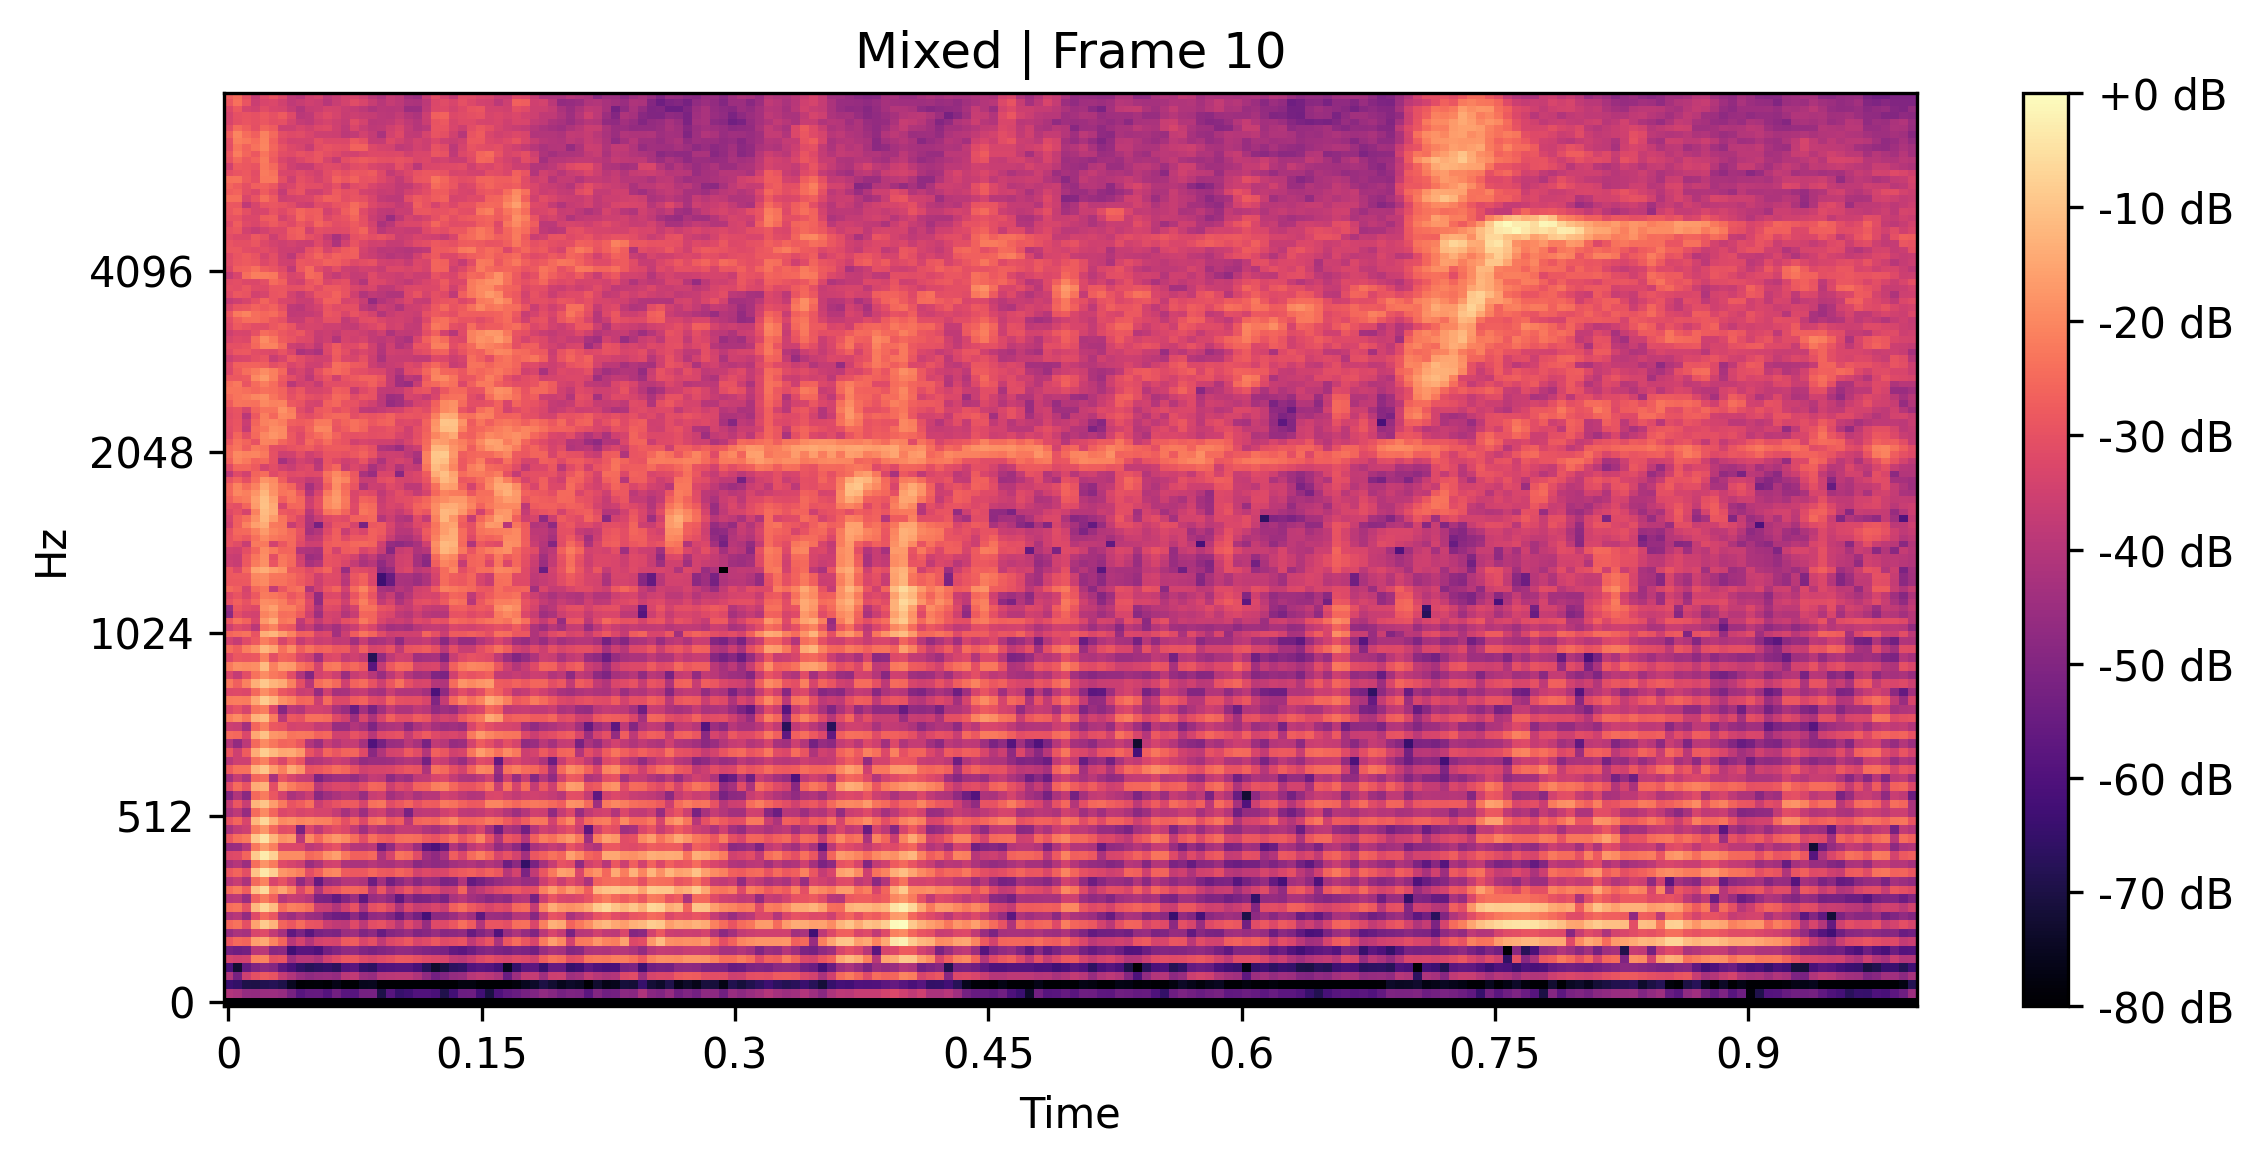 Mixed | Frame 10
Hz
4096
2048
1024
512
0
0 0.15 0.3 0.45 0.6 0.75 0.9
Time
+0 dB
-10 dB
-20 dB
-30 dB
-40 dB
-50 dB
-60 dB
-70 dB
-80 dB